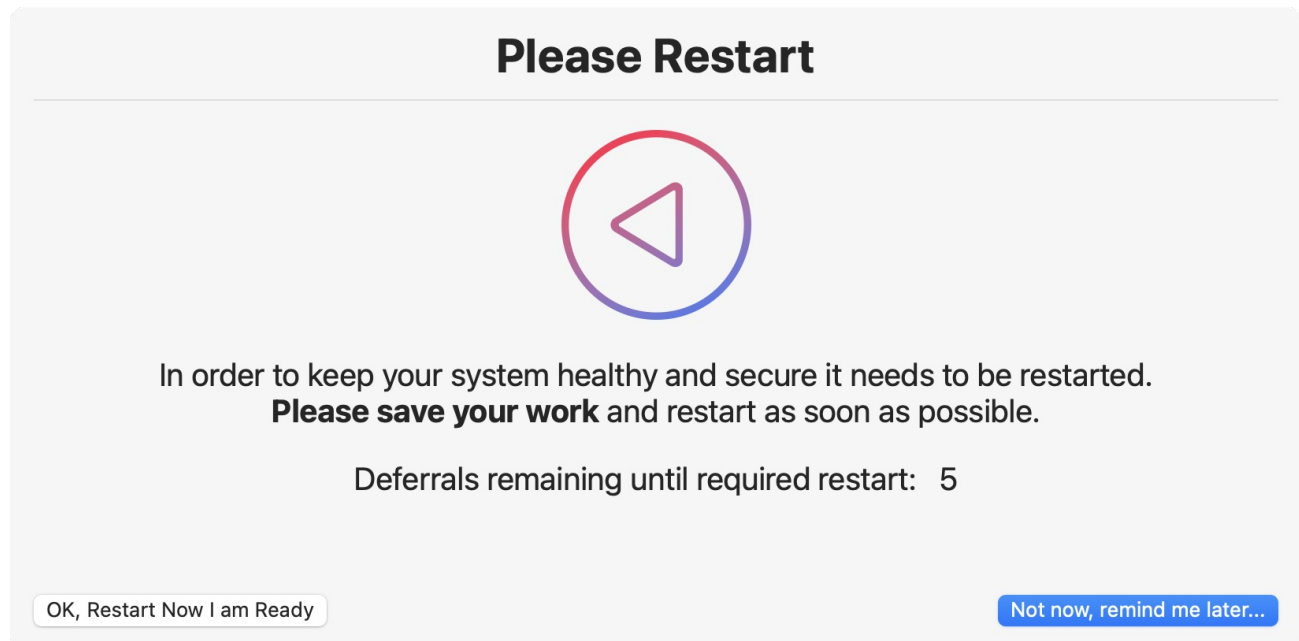 Please Restart
In order to keep your system healthy and secure it needs to be restarted.
Please save your work and restart as soon as possible.
Deferrals remaining until required restart: 5
OK, Restart Now I am Ready
Not now, remind me later...